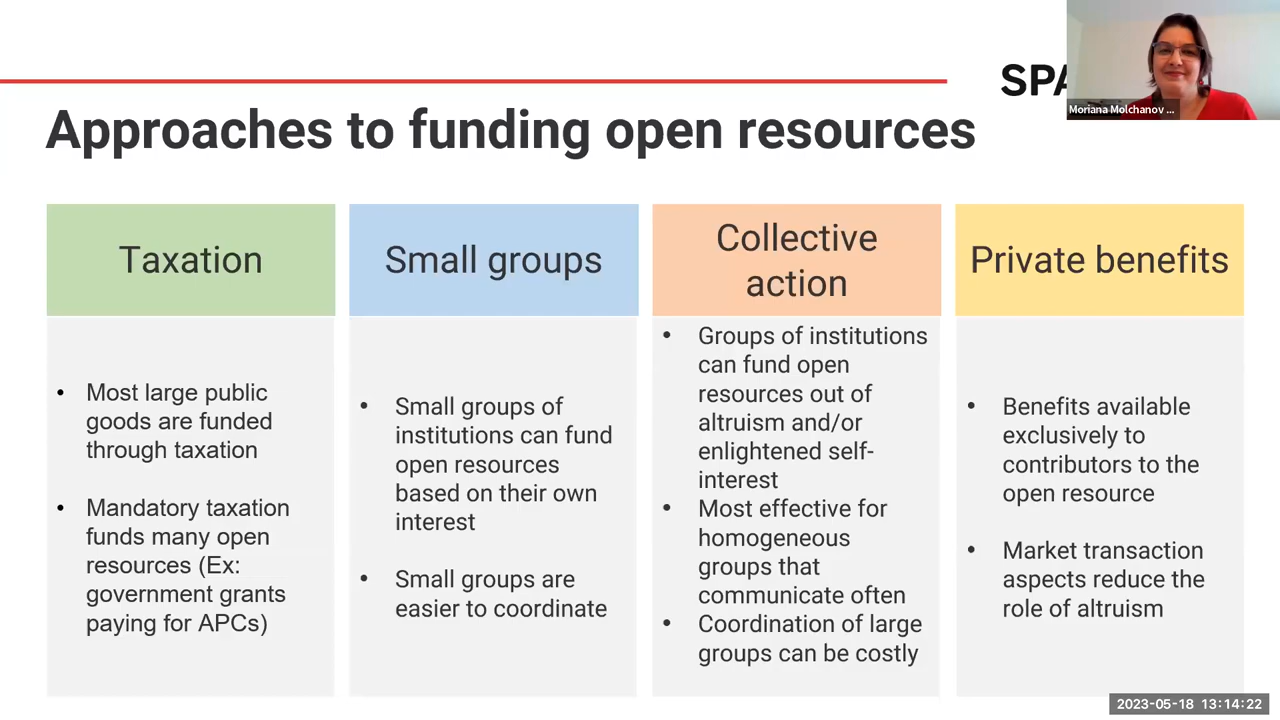 SPA
Moriana Molchanov ...
Approaches to funding open resources
Taxation
• Most large public
goods are funded
through taxation
• Mandatory taxation
funds many open
resources (Ex:
government grants
paying for APCs)
Small groups
• Small groups of
institutions can fund
open resources
based on their own
interest
• Small groups are
easier to coordinate
Collective
action
• Groups of institutions
can fund open
resources out of
altruism and/or
enlightened self-
interest
• Most effective for
homogeneous
groups that
communicate often
• Coordination of large
groups can be costly
Private benefits
• Benefits available
exclusively to
contributors to the
open resource
• Market transaction
aspects reduce the
role of altruism
2023-05-18 13:14:22